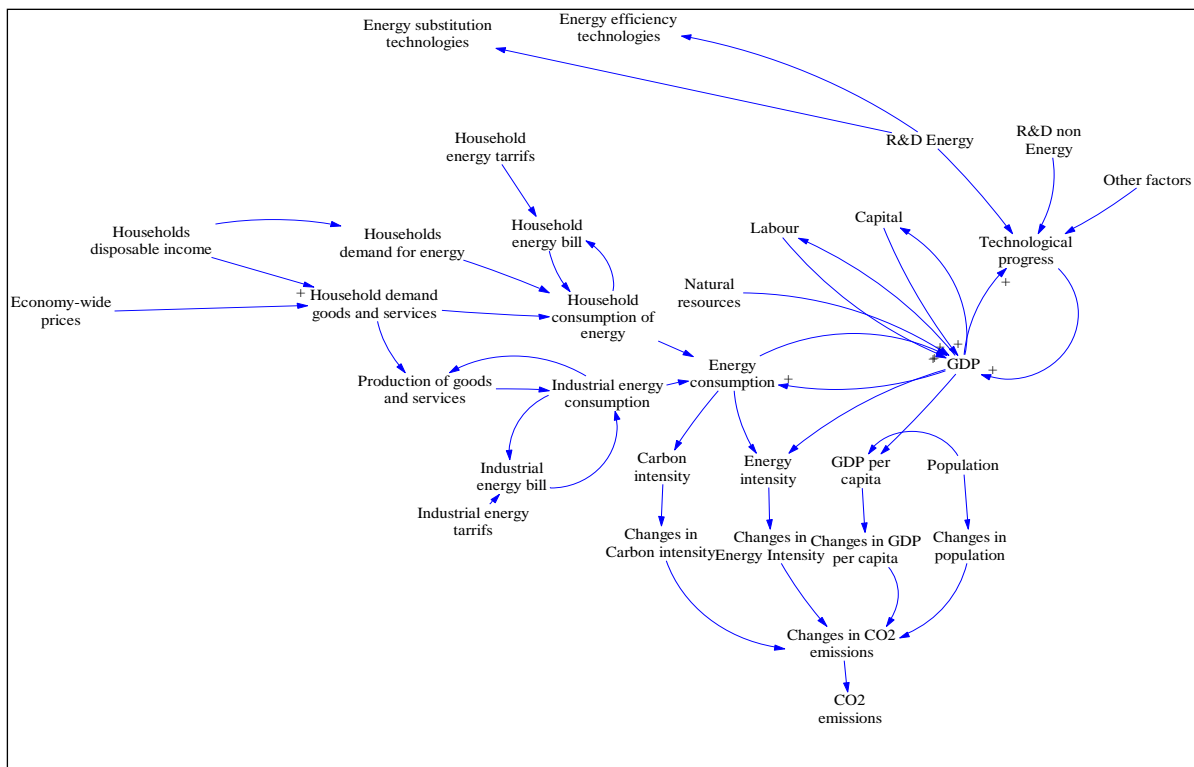 Energy substitution
technologies
Energy efficiency
technologies
R&D Energy
R&D non
Energy
Other factors
Household
energy tarrifs
Households
disposable income
Households
demand for energy
Household
energy bill
Labour
Capital
Technological
progress
Economy-wide
prices
+
Household demand
goods and services
Household
consumption of
energy
Natural
resources
+
+
+
+
+
GDP
+
Production of goods
and services
Industrial energy
consumption
Energy
consumption
+
Industrial
energy bill
Industrial energy
tarrifs
Carbon
intensity
Energy
intensity
GDP per
capita
Population
Changes in
Carbon intensity
Changes in
Energy Intensity
Changes in GDP
per capita
Changes in
population
Changes in CO2
emissions
CO2
emissions